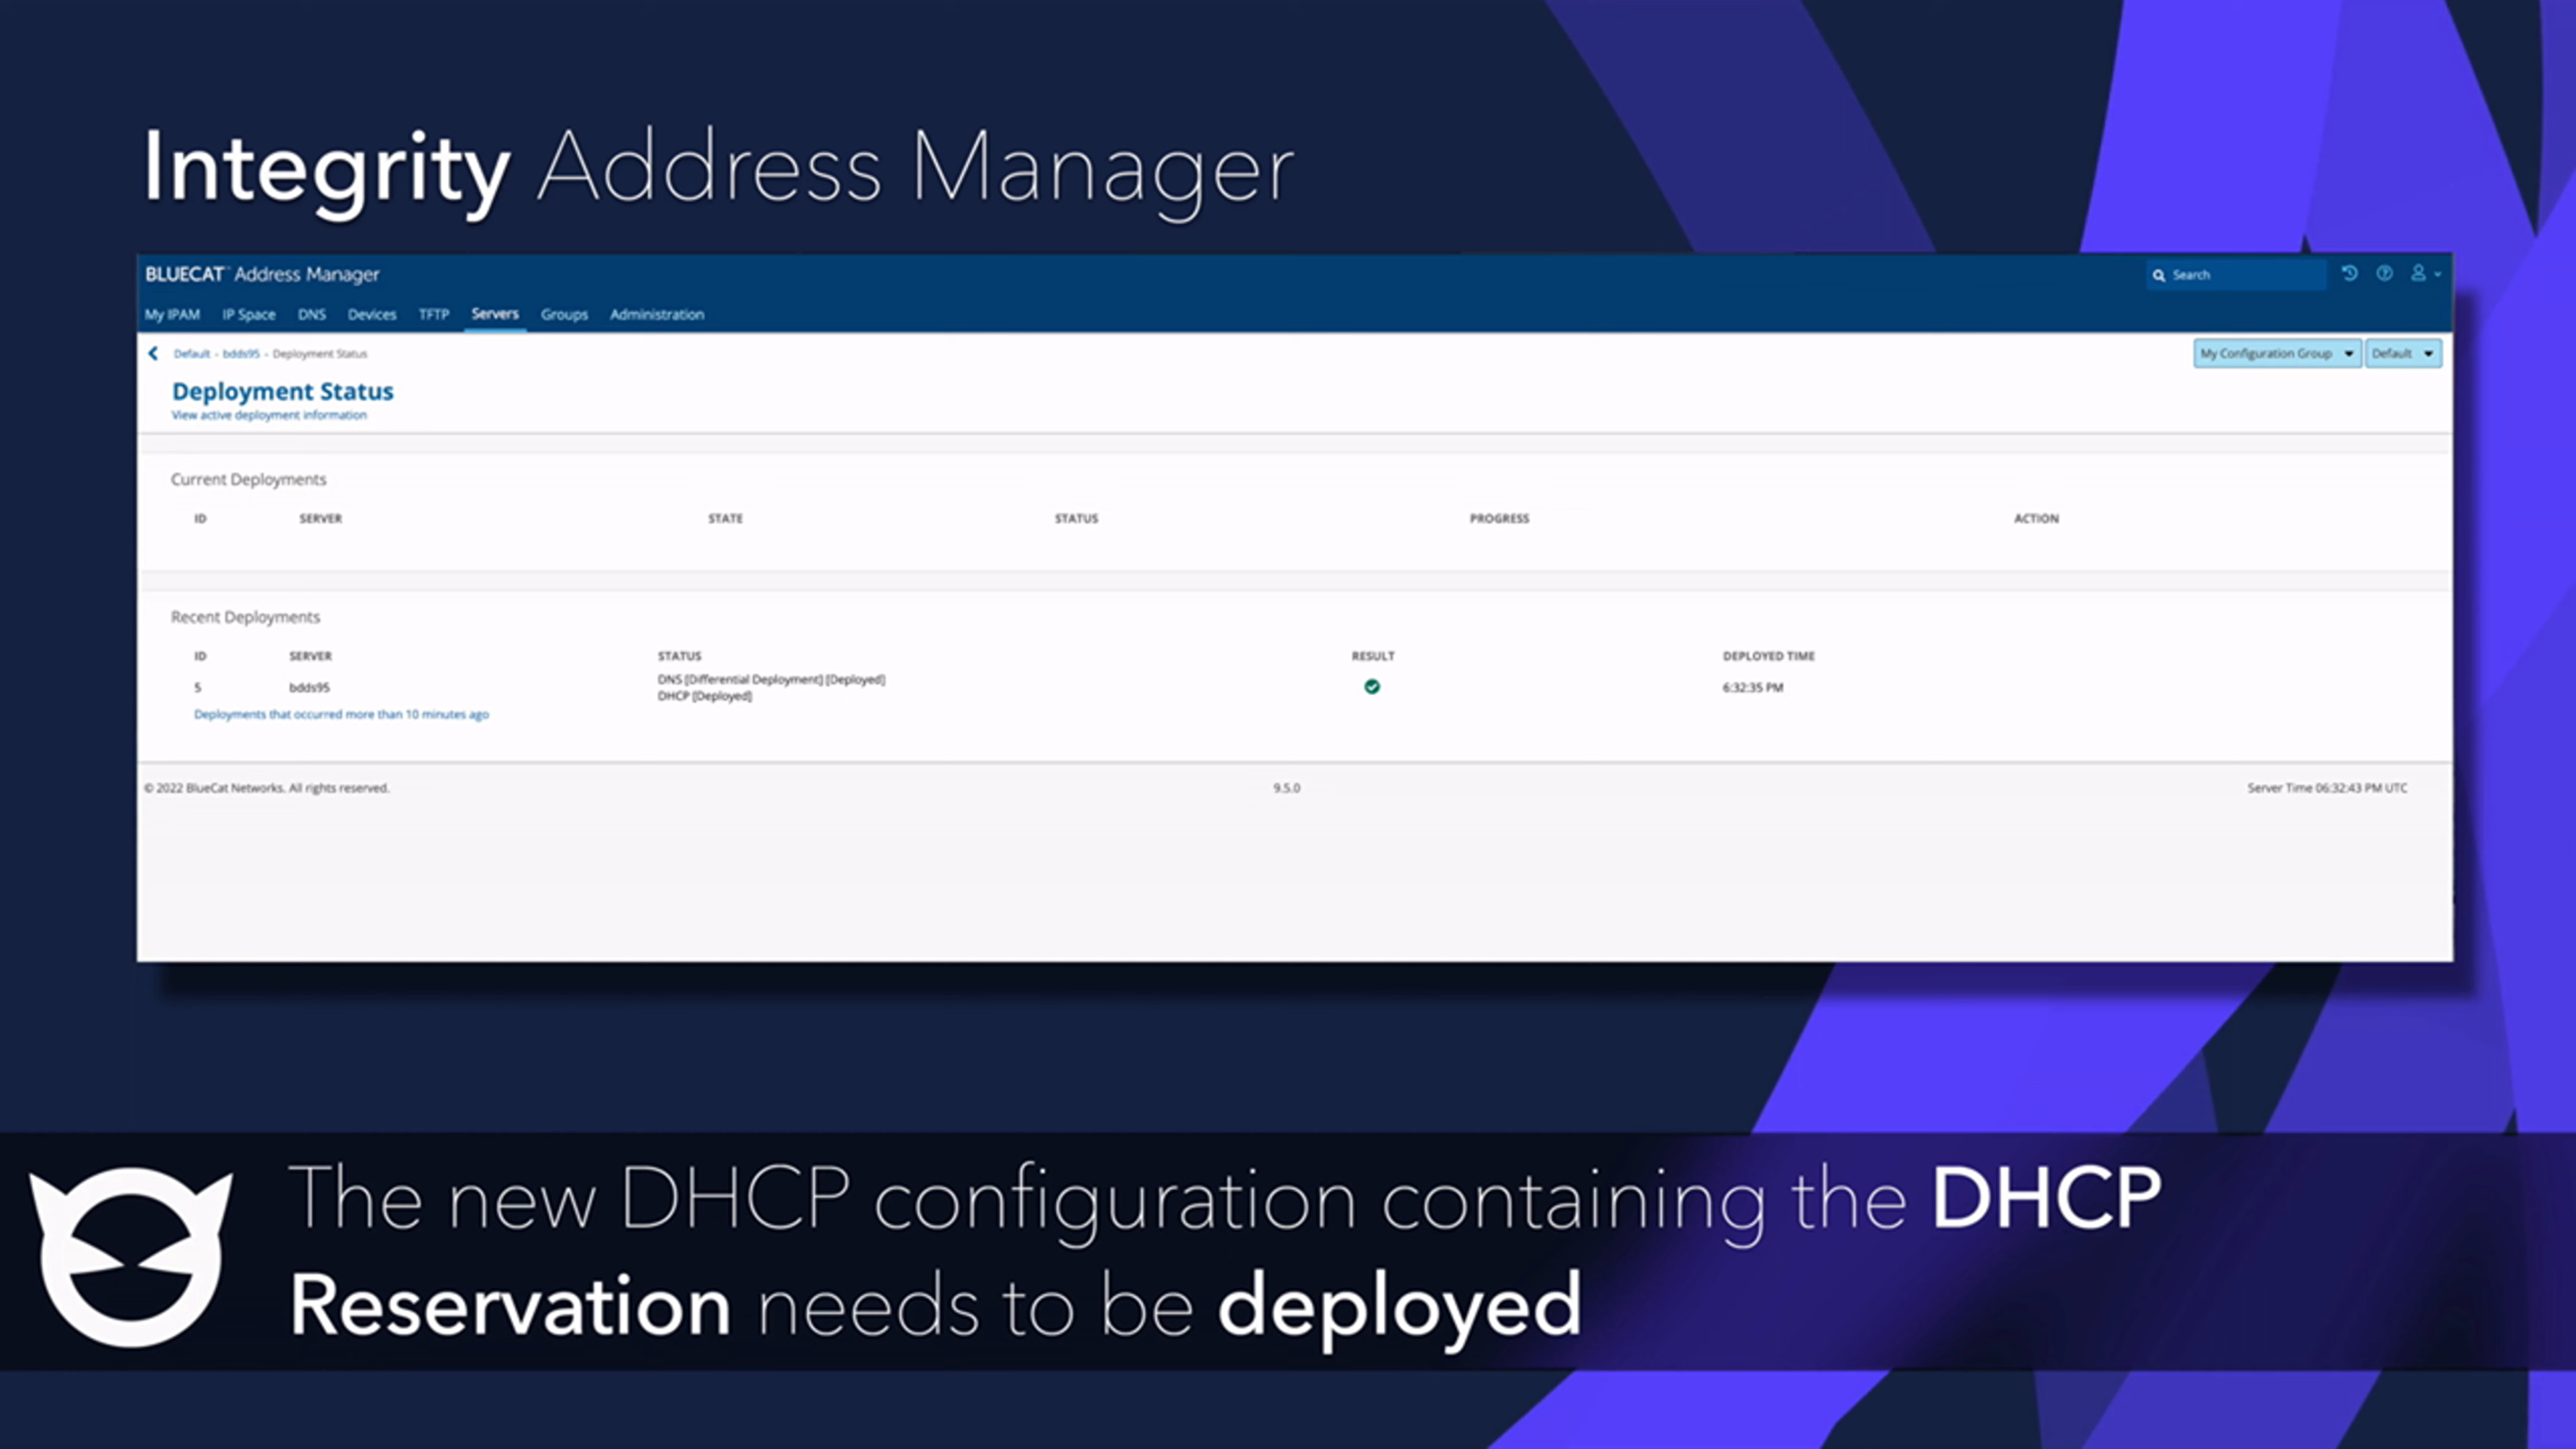 Integrity Address Manager
BLUECAT™ Address Manager
Search
My IPAM IP Space DNS Devices TFTP Servers Groups Administration
Default - bdds95 - Deployment Status
My Configuration Group Default
Deployment Status
View active deployment information
Current Deployments
ID SERVER STATE STATUS PROGRESS ACTION
Recent Deployments
ID SERVER STATUS RESULT DEPLOYED TIME
5 bdds95 DNS [Differential Deployment] [Deployed] 6:32:35 PM
DHCP [Deployed]
Deployments that occurred more than 10 minutes ago
© 2022 BlueCat Networks. All rights reserved. 9.5.0 Server Time 06:32:43 PM UTC
The new DHCP configuration containing the DHCP
Reservation needs to be deployed